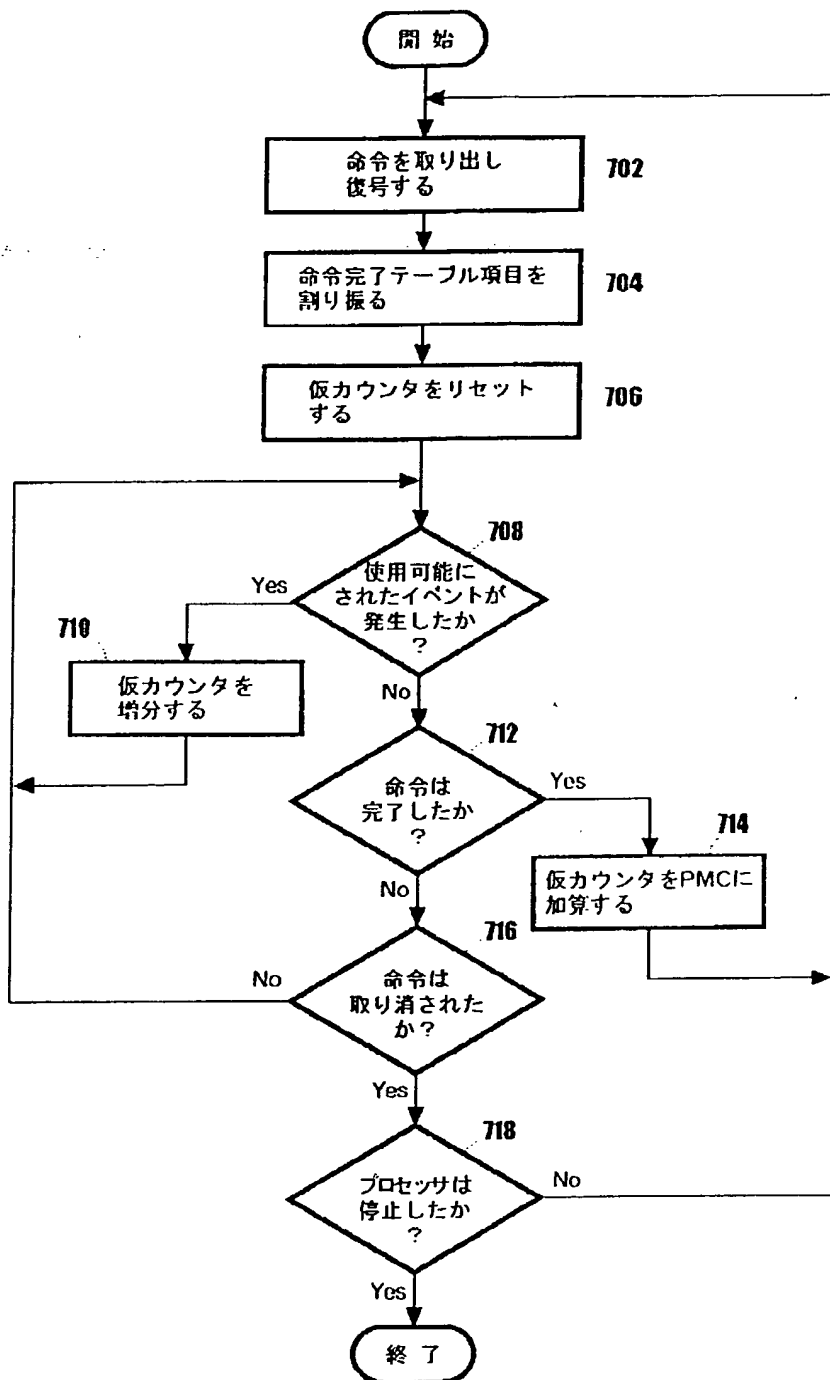 開始
命令を取り出し
復号する
702
命令完了テーブル項目を
割り振る
704
仮カウンタをリセット
する
706
708
使用可能に
されたイベントが
発生したか
?
Yes
No
710
仮カウンタを
増分する
712
命令は
完了したか
?
Yes
No
714
仮カウンタをPMCに
加算する
716
命令は
取り消された
か?
No
Yes
718
プロセッサは
停止したか
?
No
Yes
終了